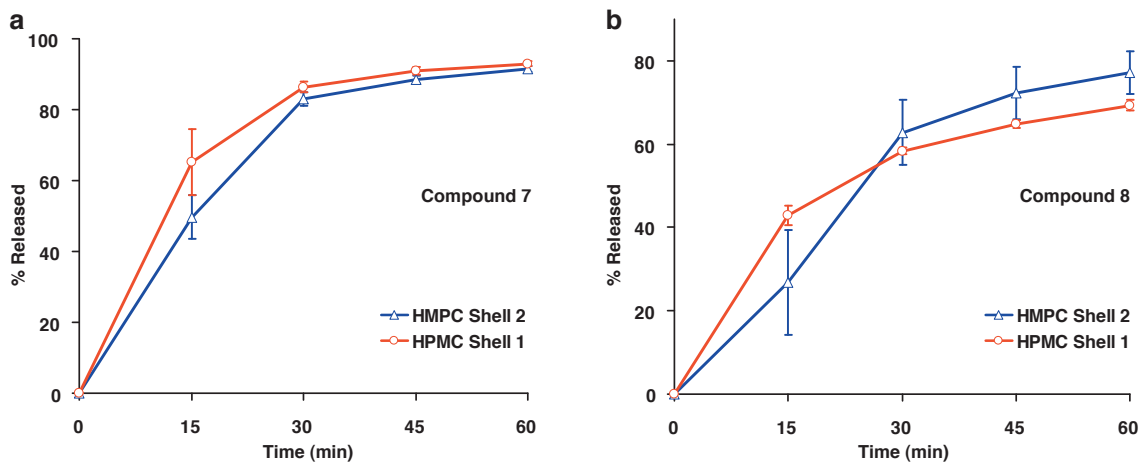 a
100
80
60
40
20
0
% Released
Compound 7
HMPC Shell 2
HPMC Shell 1
0 15 30 45 60
Time (min)
b
80
60
40
20
0
% Released
Compound 8
HMPC Shell 2
HPMC Shell 1
0 15 30 45 60
Time (min)